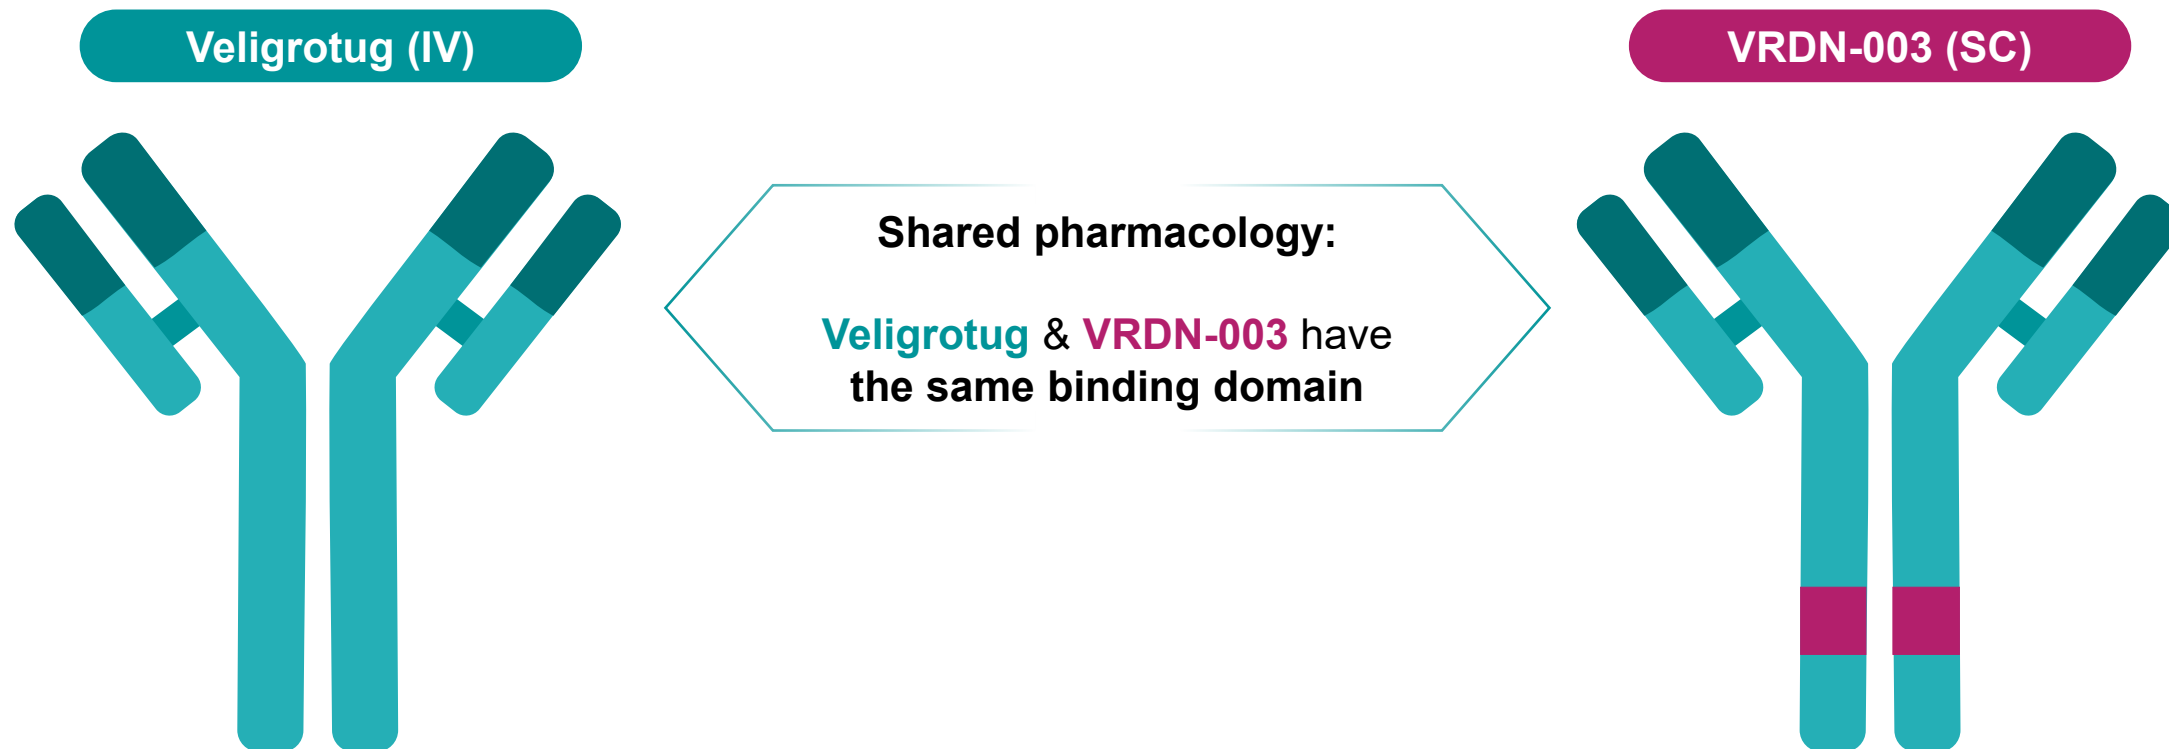 Veligrotug (IV)
VRDN-003 (SC)
Shared pharmacology:
Veligrotug & VRDN-003 have
the same binding domain